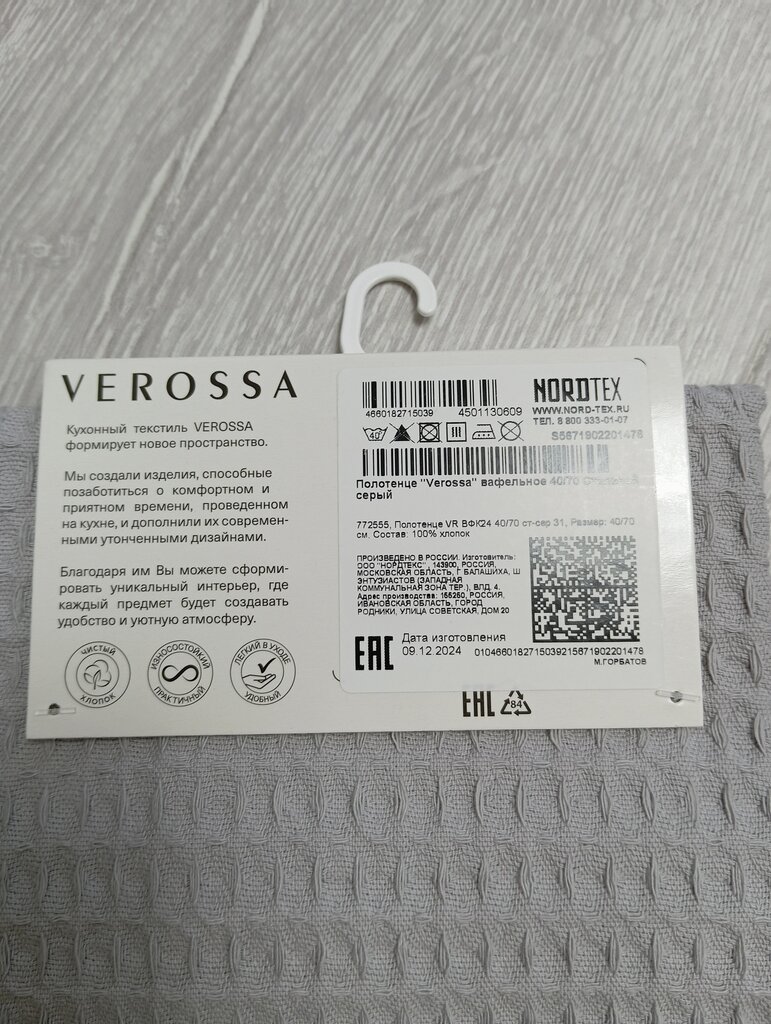 VEROSSA
Кухонный текстиль VEROSSA
формирует новое пространство.
Мы создали изделия, способные
позаботиться о комфортном и
приятном времени, проведенном
на кухне, и дополнили их современ-
ными утонченными дизайнами.
Благодаря им Вы можете сформи-
ровать уникальный интерьер, где
каждый предмет будет создавать
удобство и уютную атмосферу.
ЧИСТЫЙ
ХЛОПОК
ИЗНОСОСТОЙКИЙ
ПРАКТИЧНЫЙ
ЛЕГКИЙ В УХОДЕ
УДОБНЫЙ
4660182715039
4501130609
NORDTEX
WWW.NORD-TEX.RU
ТЕЛ. 8 800 333-01-07
40°
S5671902201478
Полотенце "Verossa" вафельное 40/70
серый
772555, Полотенце VR ВФК24 40/70 ст-сер 31, Размер: 40/70
см. Состав: 100% хлопок
ПРОИЗВЕДЕНО В РОССИИ. Изготовитель:
ООО "НОРДТЕКС", 143900, РОССИЯ,
МОСКОВСКАЯ ОБЛАСТЬ, Г БАЛАШИХА, Ш
ЭНТУЗИАСТОВ (ЗАПАДНАЯ
КОММУНАЛЬНАЯ ЗОНА ТЕР.), ВЛД. 4.
Адрес производства: 155250, РОССИЯ,
ИВАНОВСКАЯ ОБЛАСТЬ, ГОРОД
РОДНИКИ, УЛИЦА СОВЕТСКАЯ, ДОМ 20
EAC
Дата изготовления
09.12.2024
0104660182715039215671902201478
М.ГОРБАТОВ
EAC
84